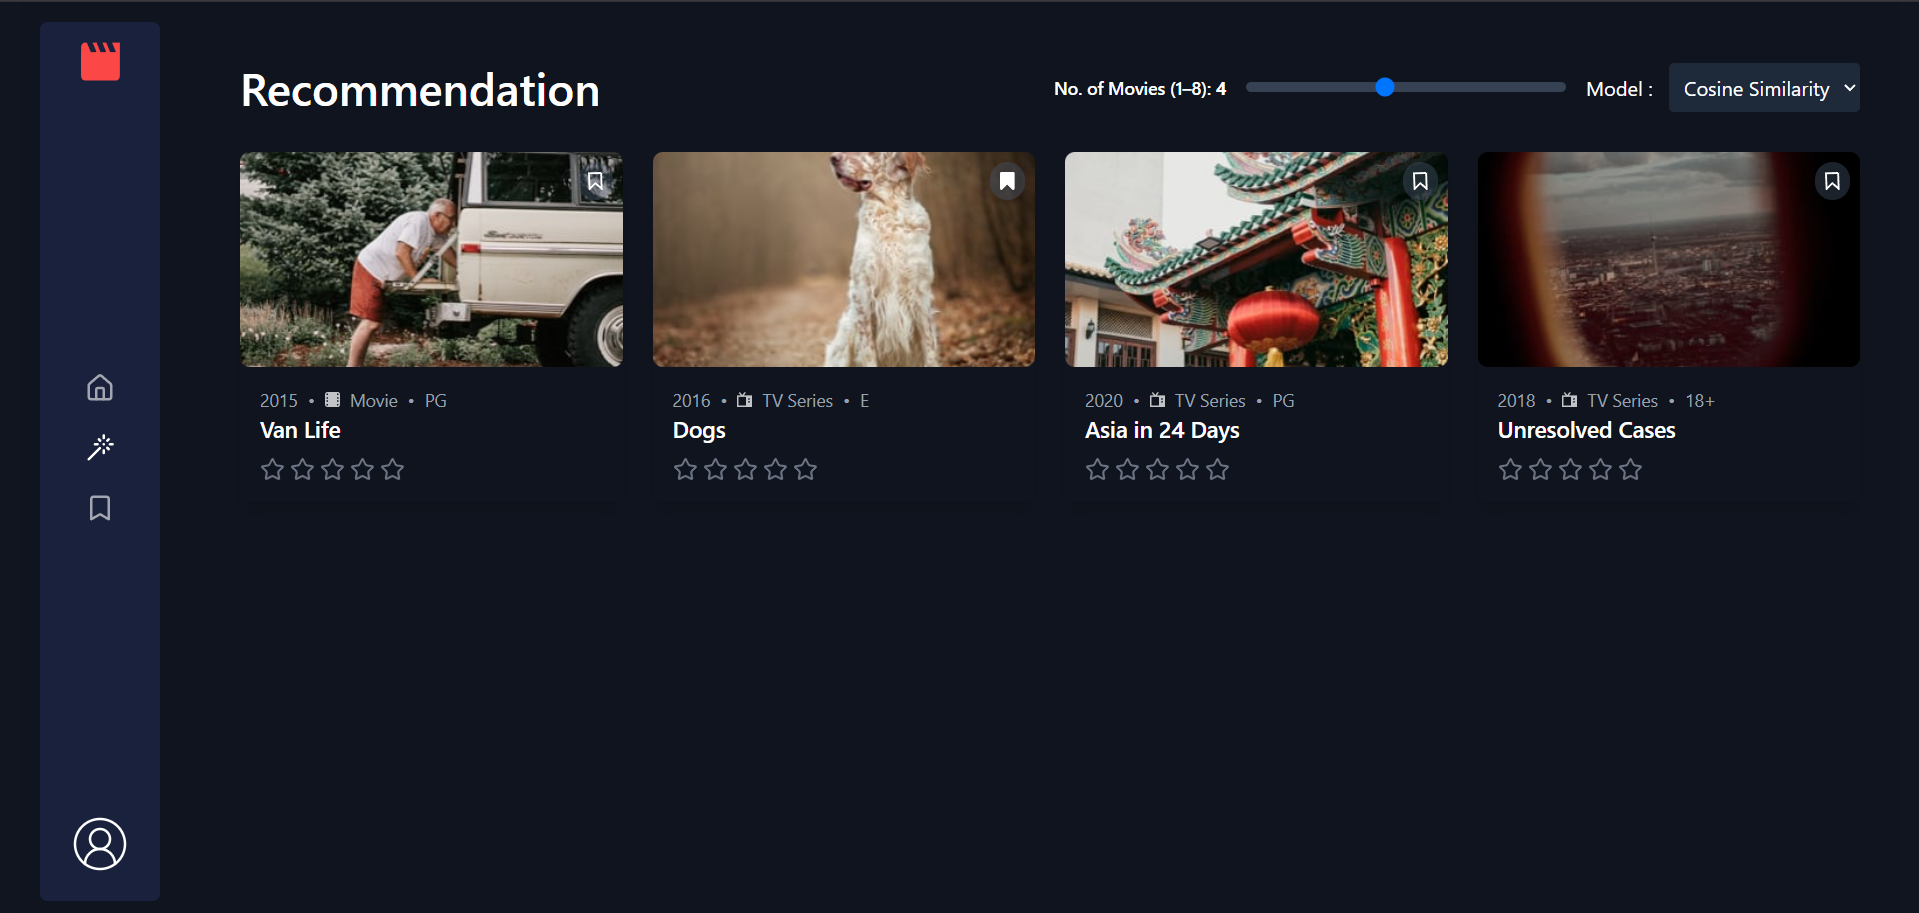 Recommendation
No. of Movies (1–8): 4
Model :
Cosine Similarity
2015 • Movie • PG
Van Life
2016 • TV Series • E
Dogs
2020 • TV Series • PG
Asia in 24 Days
2018 • TV Series • 18+
Unresolved Cases